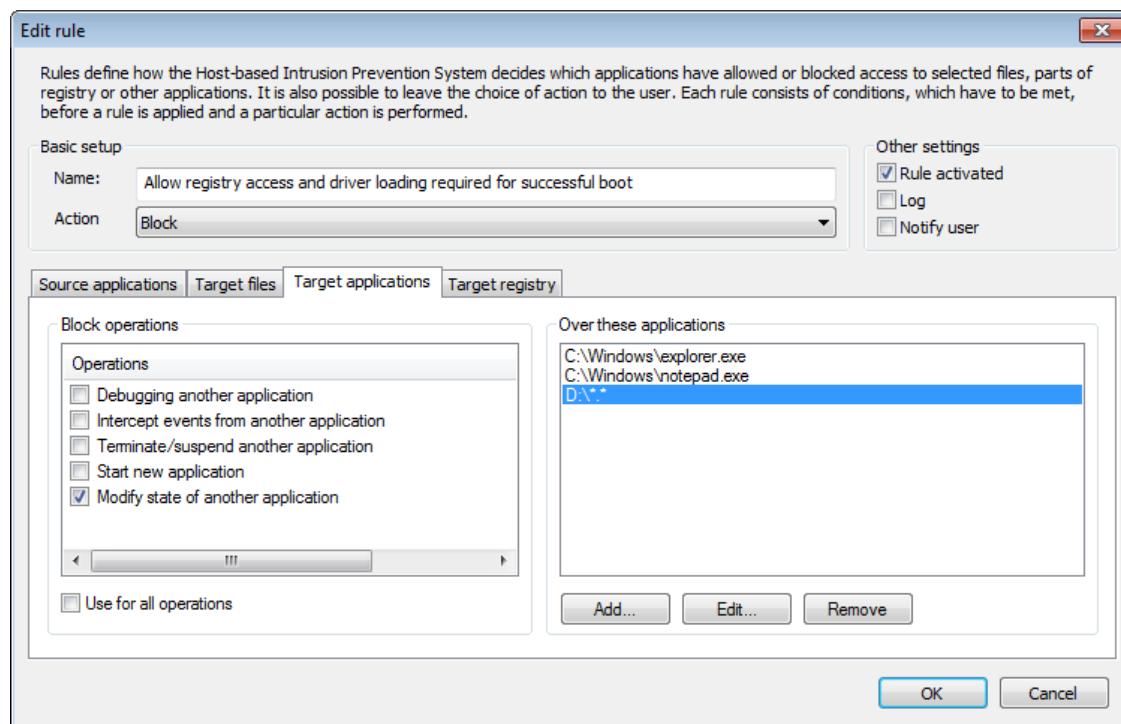 Edit rule
Rules define how the Host-based Intrusion Prevention System decides which applications have allowed or blocked access to selected files, parts of
registry or other applications. It is also possible to leave the choice of action to the user. Each rule consists of conditions, which have to be met,
before a rule is applied and a particular action is performed.
Basic setup
Name:
Allow registry access and driver loading required for successful boot
Action
Block
Other settings
Rule activated
Log
Notify user
Source applications
Target files
Target applications
Target registry
Block operations
Operations
Debugging another application
Intercept events from another application
Terminate/suspend another application
Start new application
Modify state of another application
Use for all operations
Over these applications
C:\Windows\explorer.exe
C:\Windows\notepad.exe
D:\*.*
Add...
Edit...
Remove
OK
Cancel